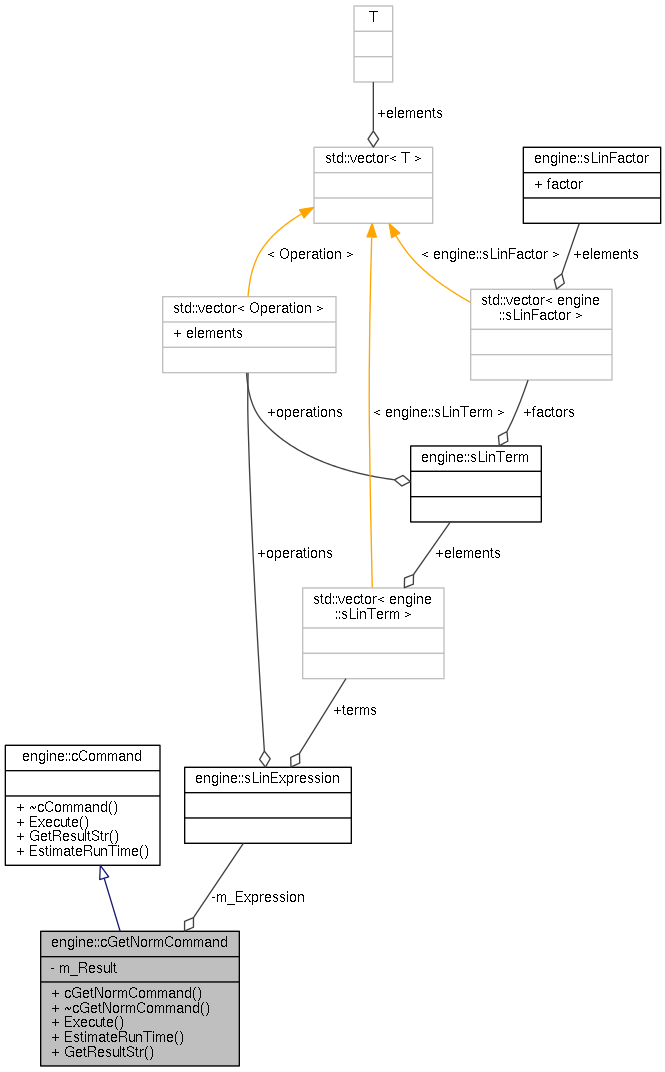 T
+elements
std::vector< T >
engine::sLinFactor
+ factor
< Operation >
< engine::sLinFactor >
+elements
std::vector< Operation >
+ elements
std::vector< engine
::sLinFactor >
+operations
< engine::sLinTerm >
+factors
engine::sLinTerm
+operations
+elements
std::vector< engine
::sLinTerm >
+terms
engine::cCommand
+ ~cCommand()
+ Execute()
+ GetResultStr()
+ EstimateRunTime()
engine::sLinExpression
-m_Expression
engine::cGetNormCommand
- m_Result
+ cGetNormCommand()
+ ~cGetNormCommand()
+ Execute()
+ EstimateRunTime()
+ GetResultStr()